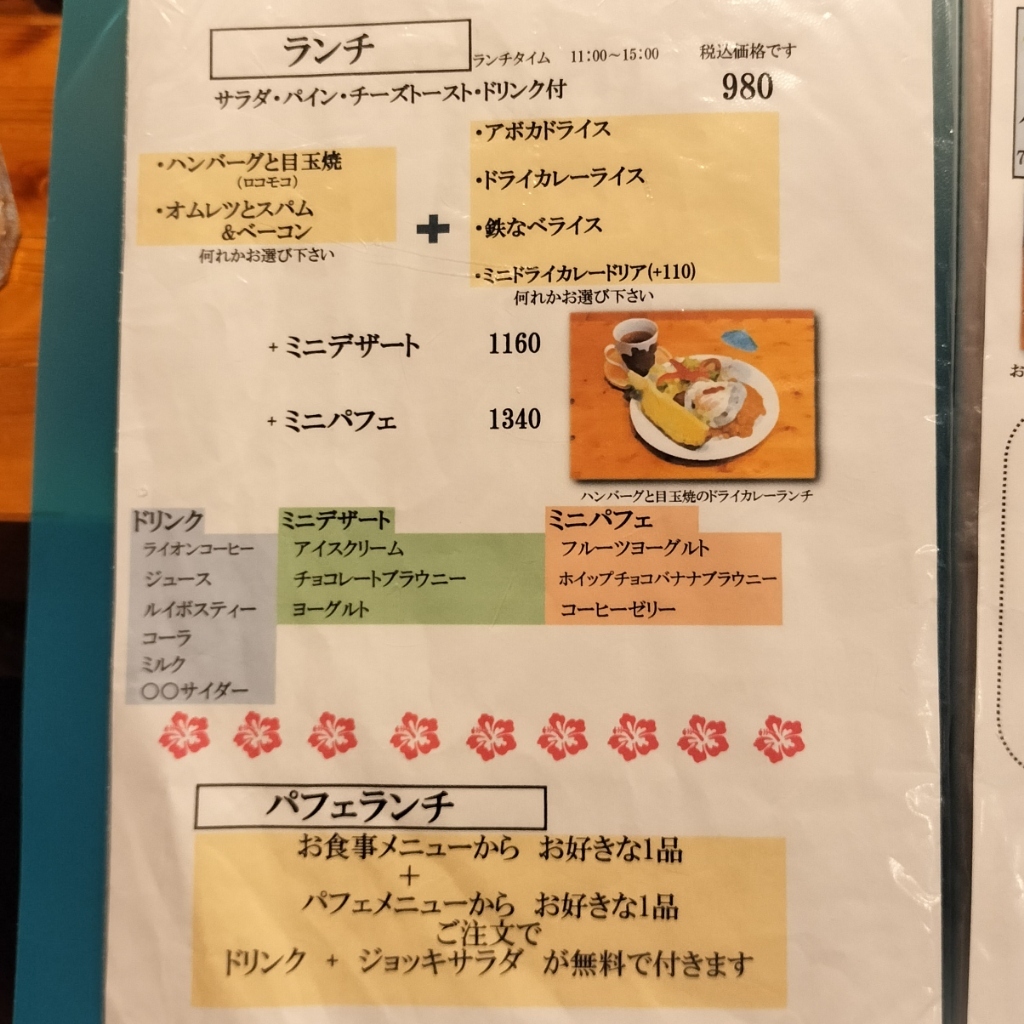 ランチ
ランチタイム 11:00~15:00 税込価格です
サラダ・パイン・チーズトースト・ドリンク付 980
・ハンバーグと目玉焼
(ロコモコ)
・オムレツとスパム
&ベーコン
何れかお選び下さい
+
・アボカドライス
・ドライカレーライス
・鉄なべライス
・ミニドライカレードリア(+110)
何れかお選び下さい
+ ミニデザート 1160
+ ミニパフェ 1340
ハンバーグと目玉焼のドライカレーランチ
ドリンク
ライオンコーヒー
ジュース
ルイボスティー
コーラ
ミルク
〇〇サイダー
ミニデザート
アイスクリーム
チョコレートブラウニー
ヨーグルト
ミニパフェ
フルーツヨーグルト
ホイップチョコバナナブラウニー
コーヒーゼリー
パフェランチ
お食事メニューから お好きな1品
+
パフェメニューから お好きな1品
ご注文で
ドリンク + ジョッキサラダ が無料で付きます
お